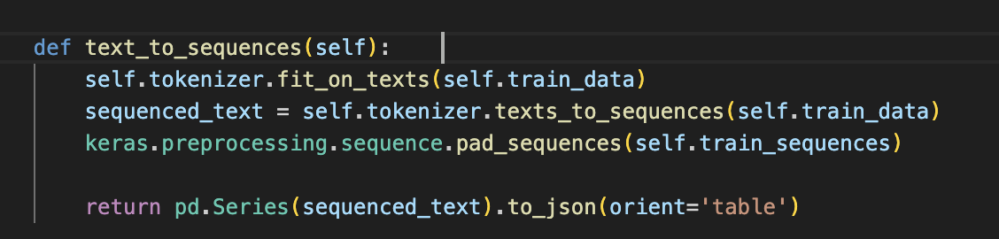 def text_to_sequences(self):
self.tokenizer.fit_on_texts(self.train_data)
sequenced_text = self.tokenizer.texts_to_sequences(self.train_data)
keras.preprocessing.sequence.pad_sequences(self.train_sequences)
return pd.Series(sequenced_text).to_json(orient='table')